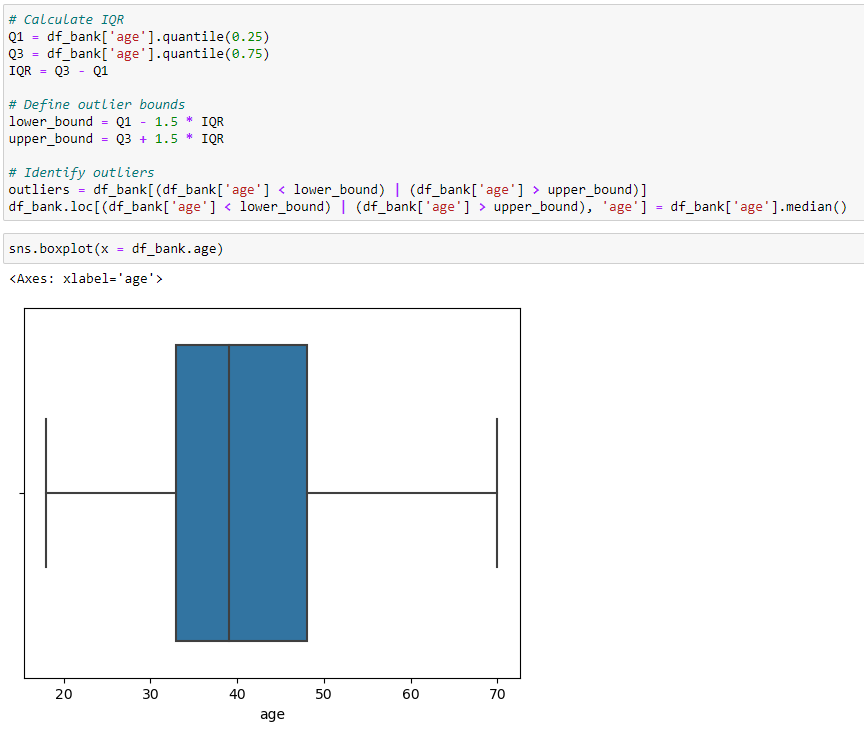 # Calculate IQR
Q1 = df_bank['age'].quantile(0.25)
Q3 = df_bank['age'].quantile(0.75)
IQR = Q3 - Q1
# Define outlier bounds
lower_bound = Q1 - 1.5 * IQR
upper_bound = Q3 + 1.5 * IQR
# Identify outliers
outliers = df_bank[(df_bank['age'] < lower_bound) | (df_bank['age'] > upper_bound)]
df_bank.loc[(df_bank['age'] < lower_bound) | (df_bank['age'] > upper_bound), 'age'] = df_bank['age'].median()
sns.boxplot(x = df_bank.age)
<Axes: xlabel='age'>
20 30 40 50 60 70
age